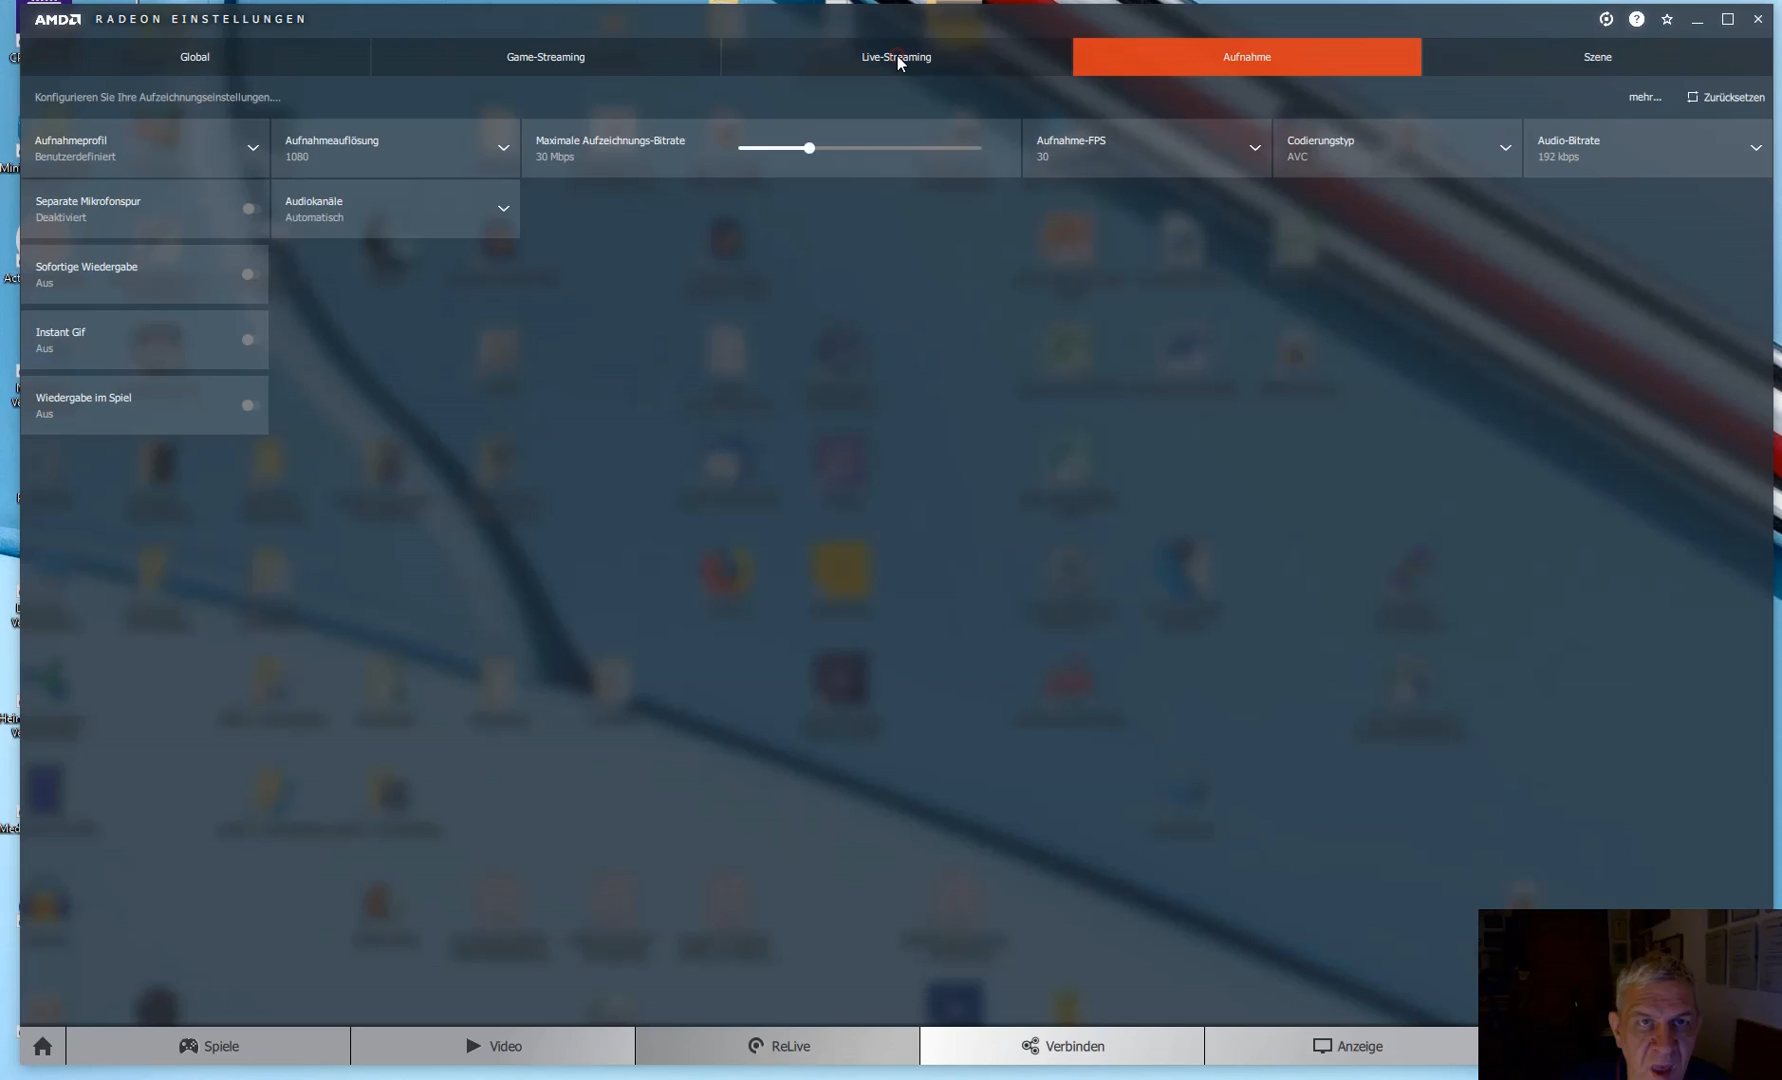 AMD RADEON EINSTELLUNGEN
Global
Game-Streaming
Live-Streaming
Aufnahme
Szene
Konfigurieren Sie Ihre Aufzeichnungseinstellungen....
mehr...
Zurücksetzen
Aufnahmeprofil
Benutzerdefiniert
Aufnahmeauflösung
1080
Maximale Aufzeichnungs-Bitrate
30 Mbps
Aufnahme-FPS
30
Codierungstyp
AVC
Audio-Bitrate
192 kbps
Separate Mikrofonspur
Deaktiviert
Audiokanäle
Automatisch
Sofortige Wiedergabe
Aus
Instant Gif
Aus
Wiedergabe im Spiel
Aus
Spiele
Video
ReLive
Verbinden
Anzeige